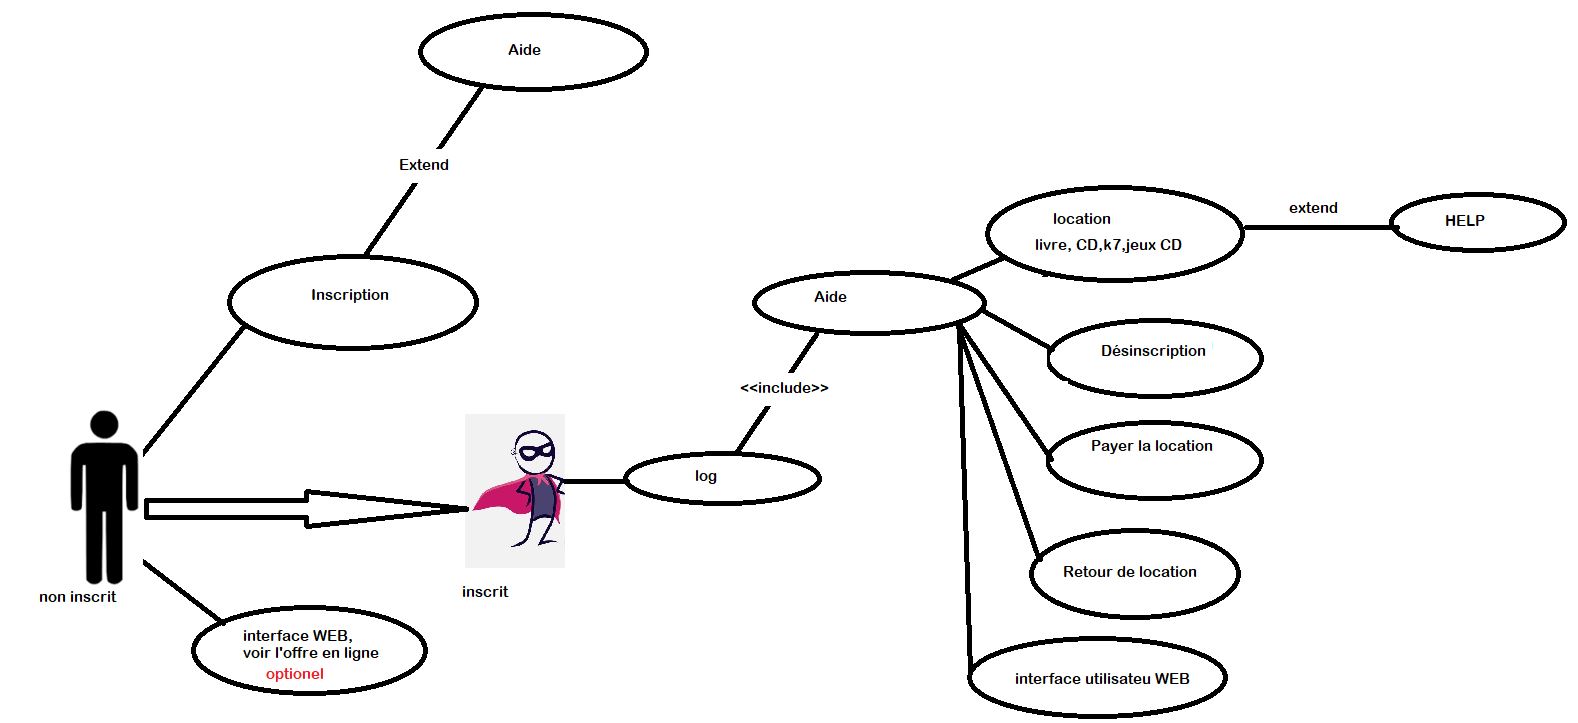 Aide
Extend
Inscription
non inscrit
interface WEB,
voir l'offre en ligne
optionel
inscrit
log
<<include>>
Aide
location
livre, CD,k7,jeux CD
extend
HELP
Désinscription
Payer la location
Retour de location
interface utilisateu WEB